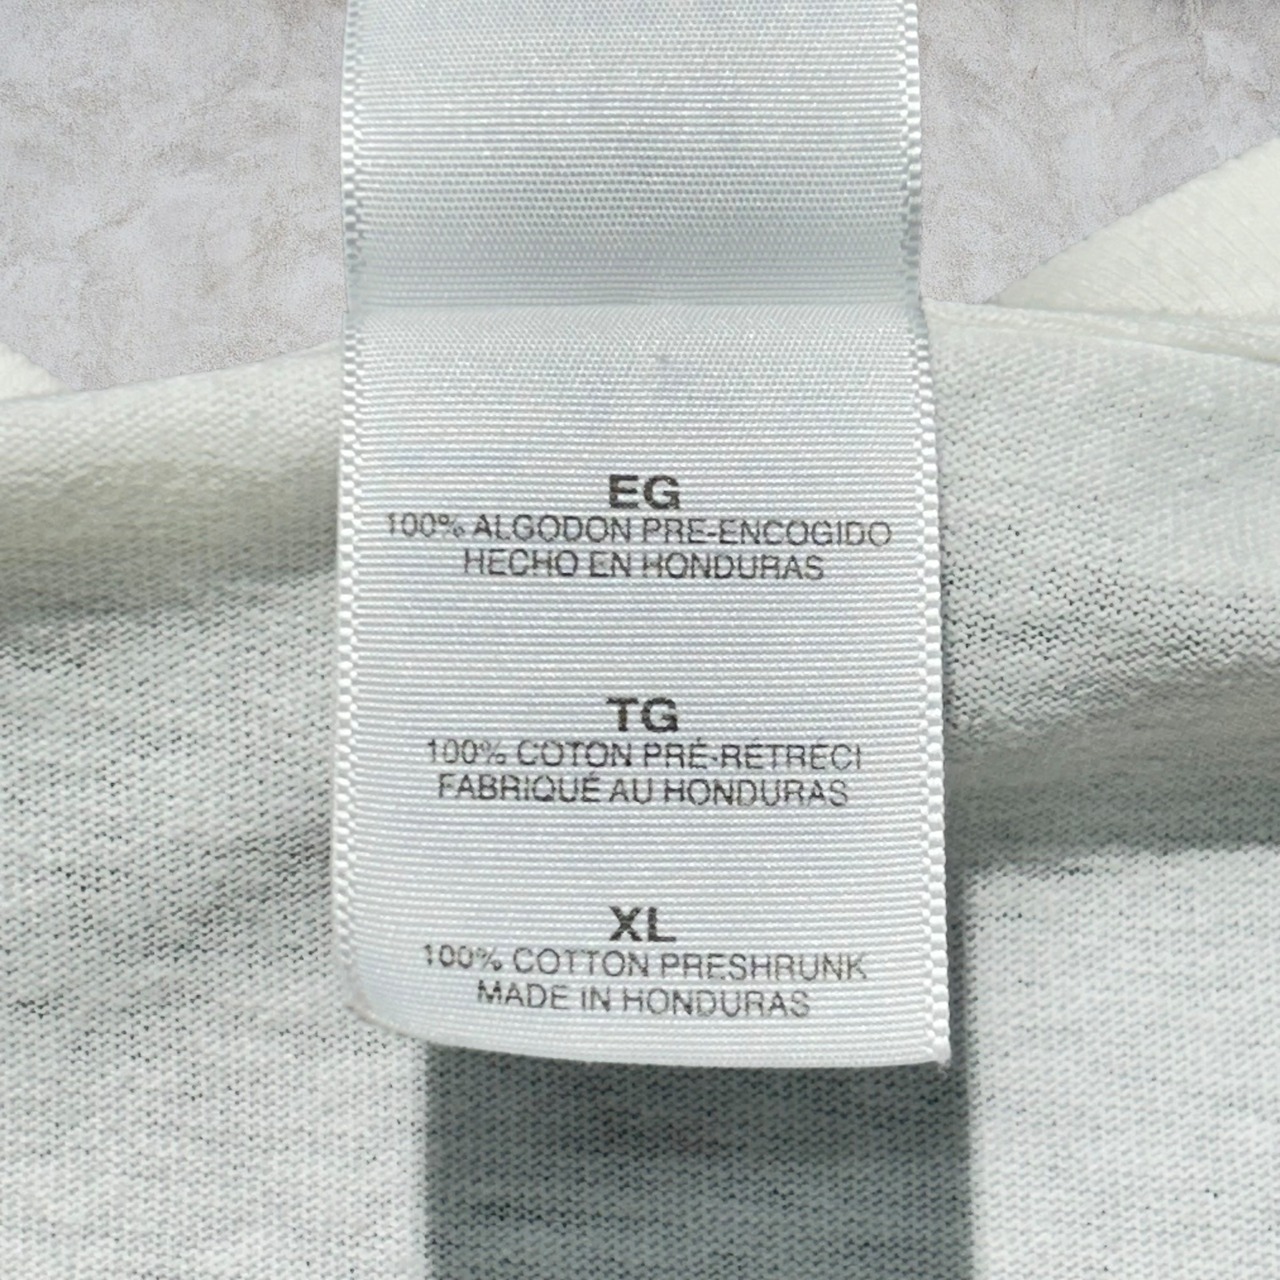 EG
100% ALGODON PRE-ENCOGIDO
HECHO EN HONDURAS
TG
100% COTON PRÉ-RÉTRÉCI
FABRIQUÉ AU HONDURAS
XL
100% COTTON PRESHRUNK
MADE IN HONDURAS